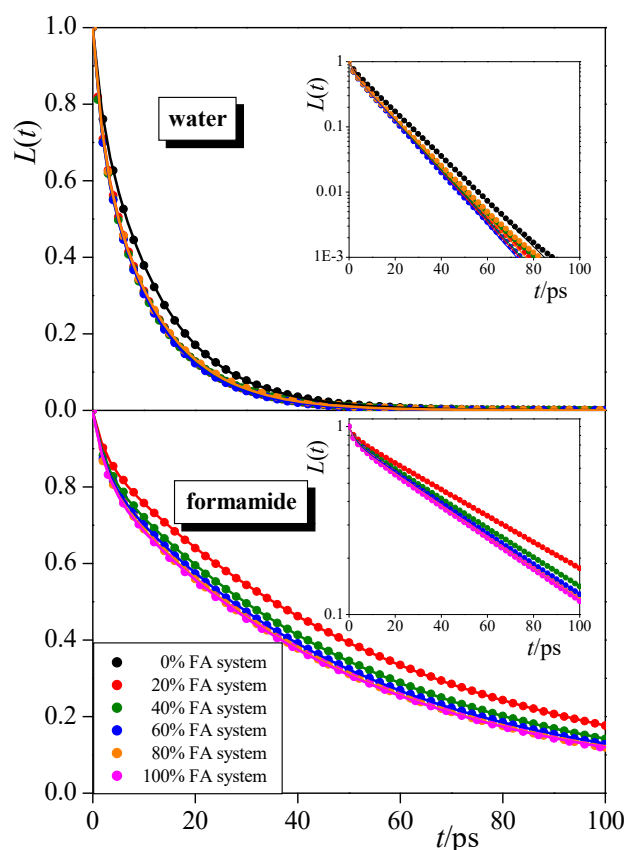 1.0
0.8
0.6
0.4
0.2
0.0
L(t)
water
1
0.1
0.01
1E-3
L(t)
0 20 40 60 80 100
t/ps
1.0
0.8
0.6
0.4
0.2
0.0
L(t)
formamide
1
0.1
L(t)
0 20 40 60 80 100
t/ps
0% FA system
20% FA system
40% FA system
60% FA system
80% FA system
100% FA system
0 20 40 60 80 100
t/ps